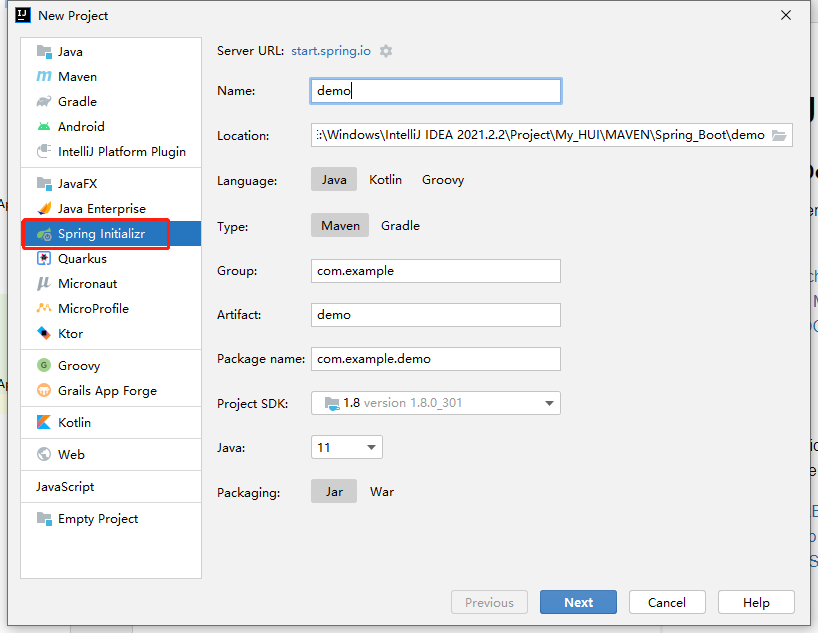 New Project
Java
Maven
Gradle
Android
IntelliJ Platform Plugin
JavaFX
Java Enterprise
Spring Initializr
Quarkus
Micronaut
MicroProfile
Ktor
Groovy
Grails App Forge
Kotlin
Web
JavaScript
Empty Project
Server URL: start.spring.io
Name: demo
Location: :\Windows\IntelliJ IDEA 2021.2.2\Project\My_HUI\MAVEN\Spring_Boot\demo
Language: Java Kotlin Groovy
Type: Maven Gradle
Group: com.example
Artifact: demo
Package name: com.example.demo
Project SDK: 1.8 version 1.8.0_301
Java: 11
Packaging: Jar War
Previous Next Cancel Help